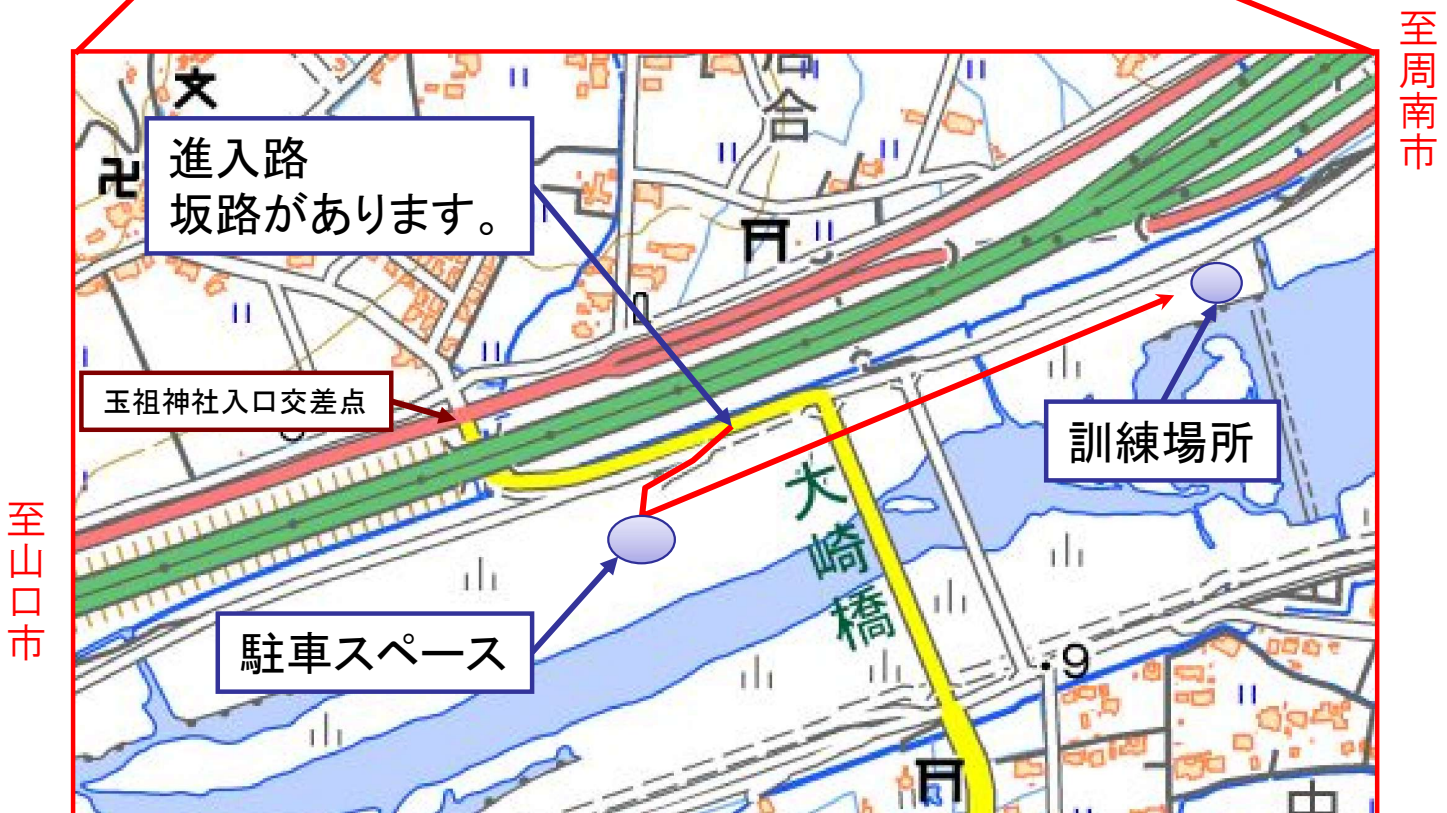 至周南市
合
進入路
坂路があります。
玉祖神社入口交差点
訓練場所
大崎橋
至山口市
駐車スペース
・9
中